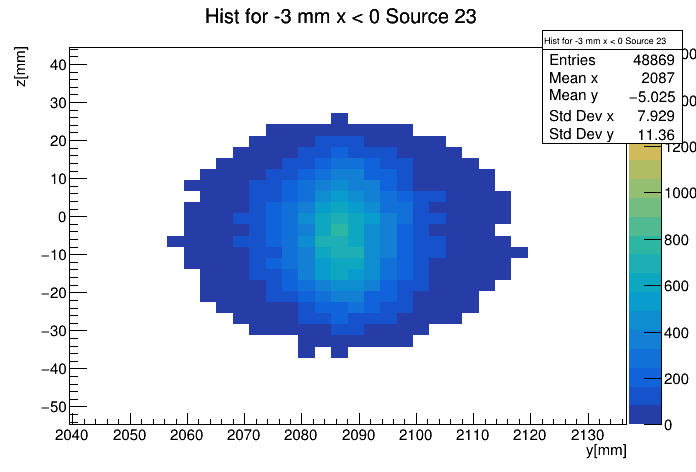 Hist for -3 mm x < 0 Source 23
z[mm]
Hist for -3 mm x < 0 Source 23
Entries 48869
Mean x 2087
Mean y −5.025
Std Dev x 7.929
Std Dev y 11.36
40
30
20
10
0
−10
−20
−30
−40
−50
2040 2050 2060 2070 2080 2090 2100 2110 2120 2130
y[mm]
1200
1000
800
600
400
200
0